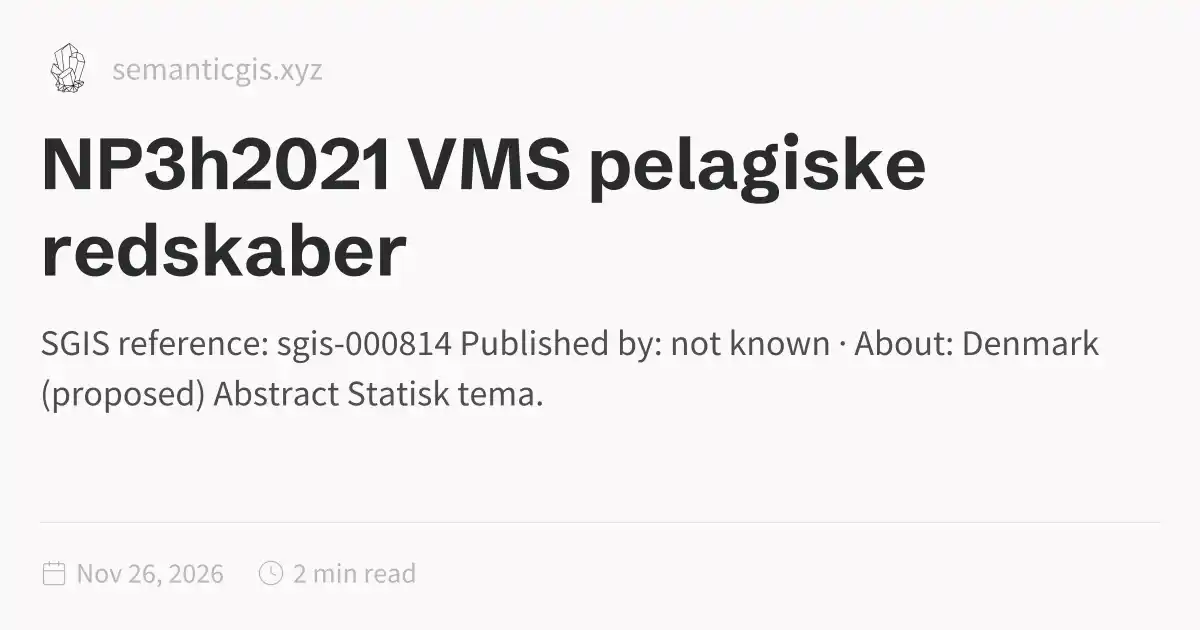 semanticgis.xyz
NP3h2021 VMS pelagiske
redskaber
SGIS reference: sgis-000814 Published by: not known · About: Denmark
(proposed) Abstract Statisk tema.
Nov 26, 2026 2 min read